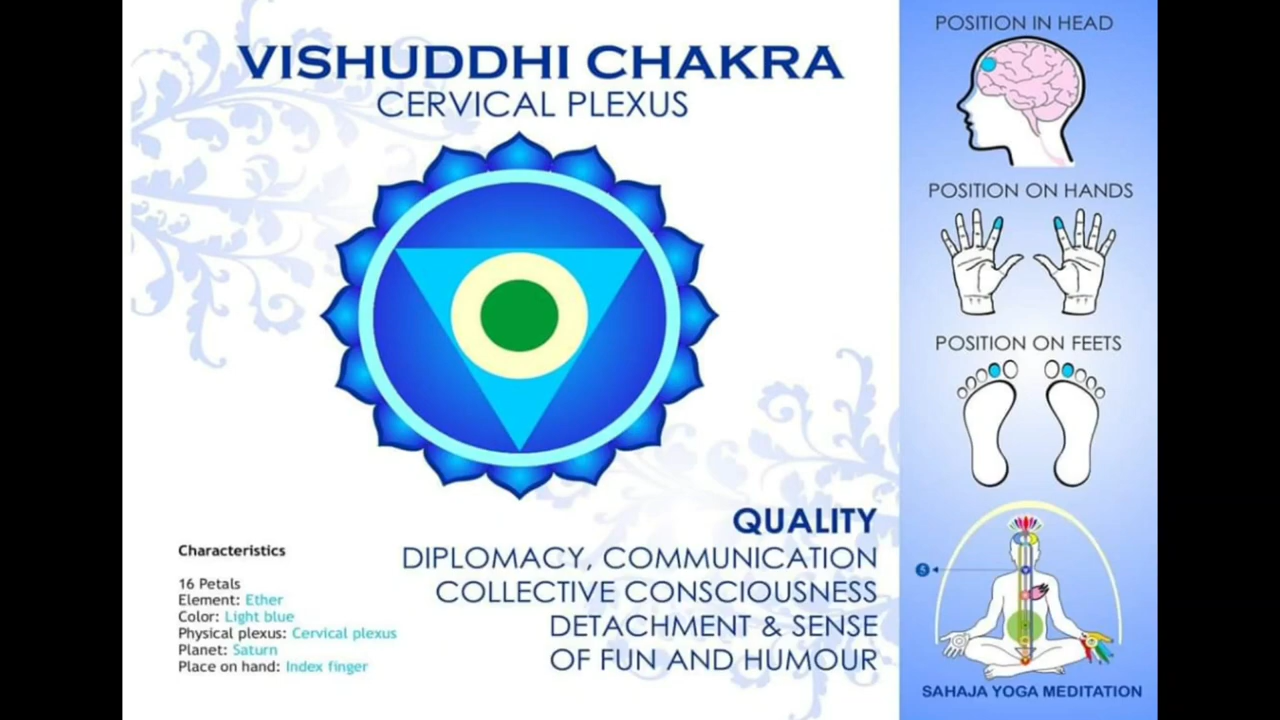 VISHUDDHI CHAKRA
CERVICAL PLEXUS
QUALITY
DIPLOMACY, COMMUNICATION
COLLECTIVE CONSCIOUSNESS
DETACHMENT & SENSE
OF FUN AND HUMOUR
Characteristics
16 Petals
Element: Ether
Color: Light blue
Physical plexus: Cervical plexus
Planet: Saturn
Place on hand: Index finger
POSITION IN HEAD
POSITION ON HANDS
POSITION ON FEETS
5
SAHAJA YOGA MEDITATION